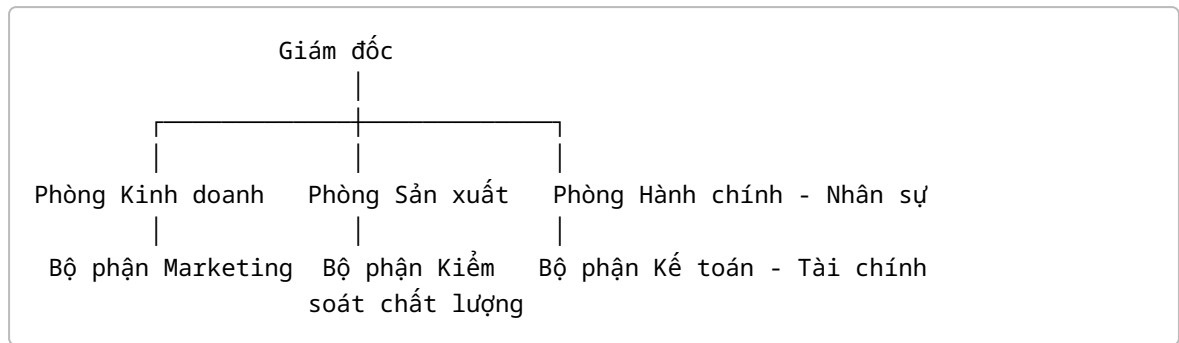 Giám đốc
Phòng Kinh doanh Phòng Sản xuất Phòng Hành chính - Nhân sự
Bộ phận Marketing Bộ phận Kiểm Bộ phận Kế toán - Tài chính
soát chất lượng